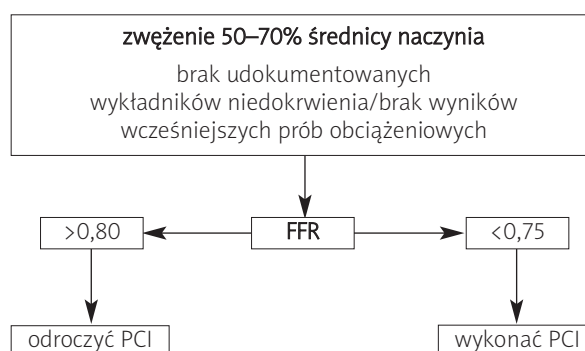 zwężenie 50–70% średnicy naczynia
brak udokumentowanych
wykładników niedokrwienia/brak wyników
wcześniejszych prób obciążeniowych
>0,80
FFR
<0,75
odroczyć PCI
wykonać PCI